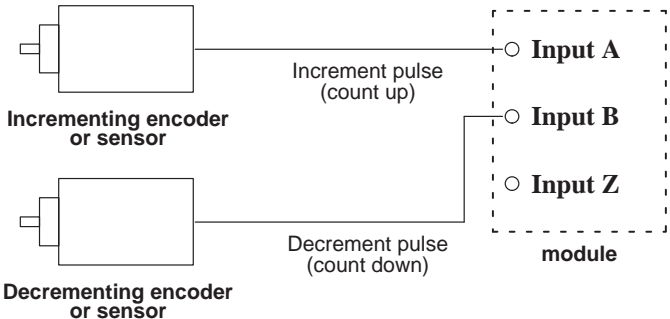 Incrementing encoder
or sensor
Increment pulse
(count up)
Input A
Input B
Input Z
module
Decrement pulse
(count down)
Decrementing encoder
or sensor